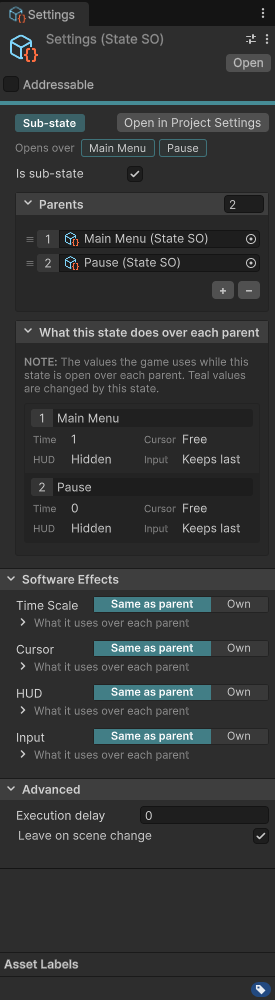 Settings
Settings (State SO)
Open
Addressable
Sub-state
Open in Project Settings
Opens over
Main Menu
Pause
Is sub-state
Parents
2
1
Main Menu (State SO)
2
Pause (State SO)
+
−
What this state does over each parent
NOTE: The values the game uses while this
state is open over each parent. Teal values
are changed by this state.
1
Main Menu
Time 1 Cursor Free
HUD Hidden Input Keeps last
2
Pause
Time 0 Cursor Free
HUD Hidden Input Keeps last
Software Effects
Time Scale Same as parent Own
What it uses over each parent
Cursor Same as parent Own
What it uses over each parent
HUD Same as parent Own
What it uses over each parent
Input Same as parent Own
What it uses over each parent
Advanced
Execution delay 0
Leave on scene change
Asset Labels